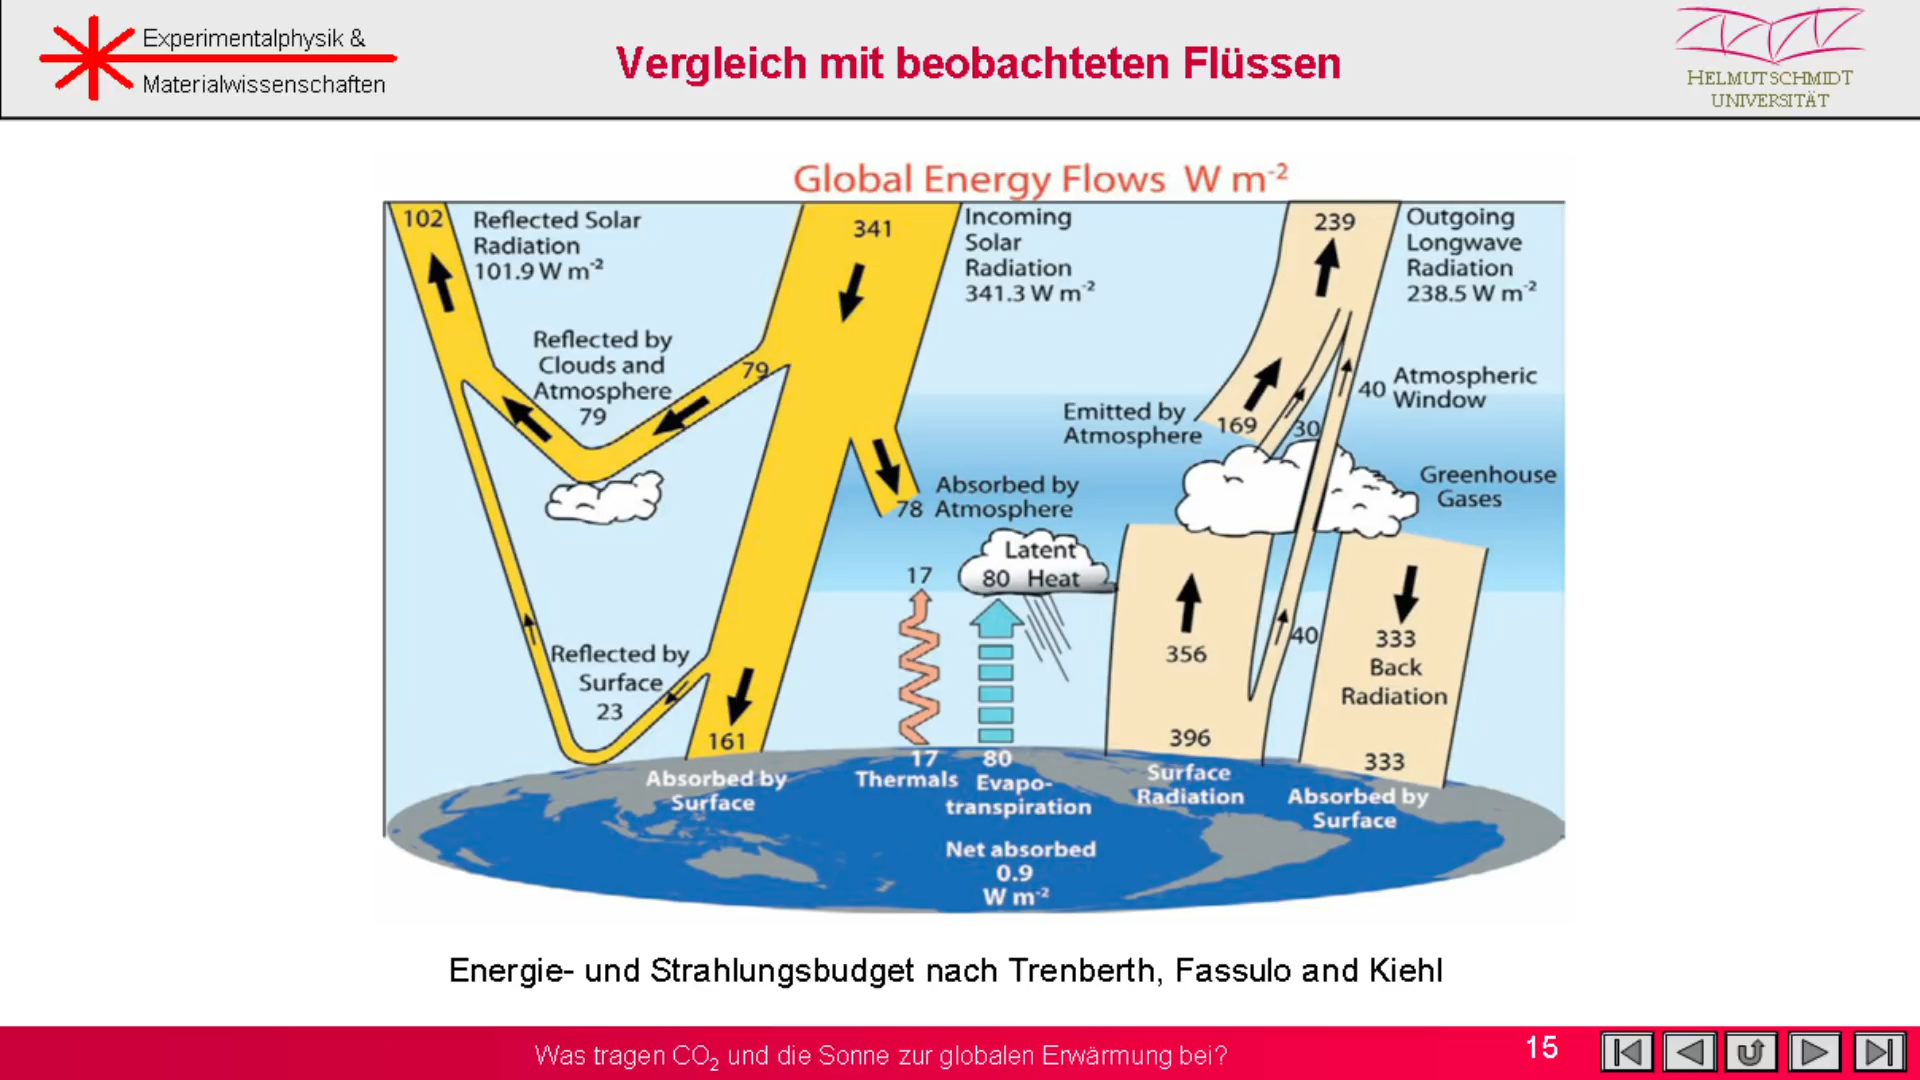 Experimentalphysik &
Materialwissenschaften
Vergleich mit beobachteten Flüssen
HELMUT SCHMIDT
UNIVERSITÄT
Global Energy Flows W m⁻²
102
Reflected Solar
Radiation
101.9 W m⁻²
341
Incoming
Solar
Radiation
341.3 W m⁻²
239
Outgoing
Longwave
Radiation
238.5 W m⁻²
Reflected by
Clouds and
Atmosphere
79
79
Emitted by
Atmosphere
169
30
40
Atmospheric
Window
Greenhouse
Gases
78
Absorbed by
Atmosphere
Latent
80 Heat
17
Reflected by
Surface
23
161
Absorbed by
Surface
17
Thermals
80
Evapo-
transpiration
356
40
396
Surface
Radiation
333
Back
Radiation
333
Absorbed by
Surface
Net absorbed
0.9
W m⁻²
Energie- und Strahlungsbudget nach Trenberth, Fassulo and Kiehl
Was tragen CO₂ und die Sonne zur globalen Erwärmung bei?
15